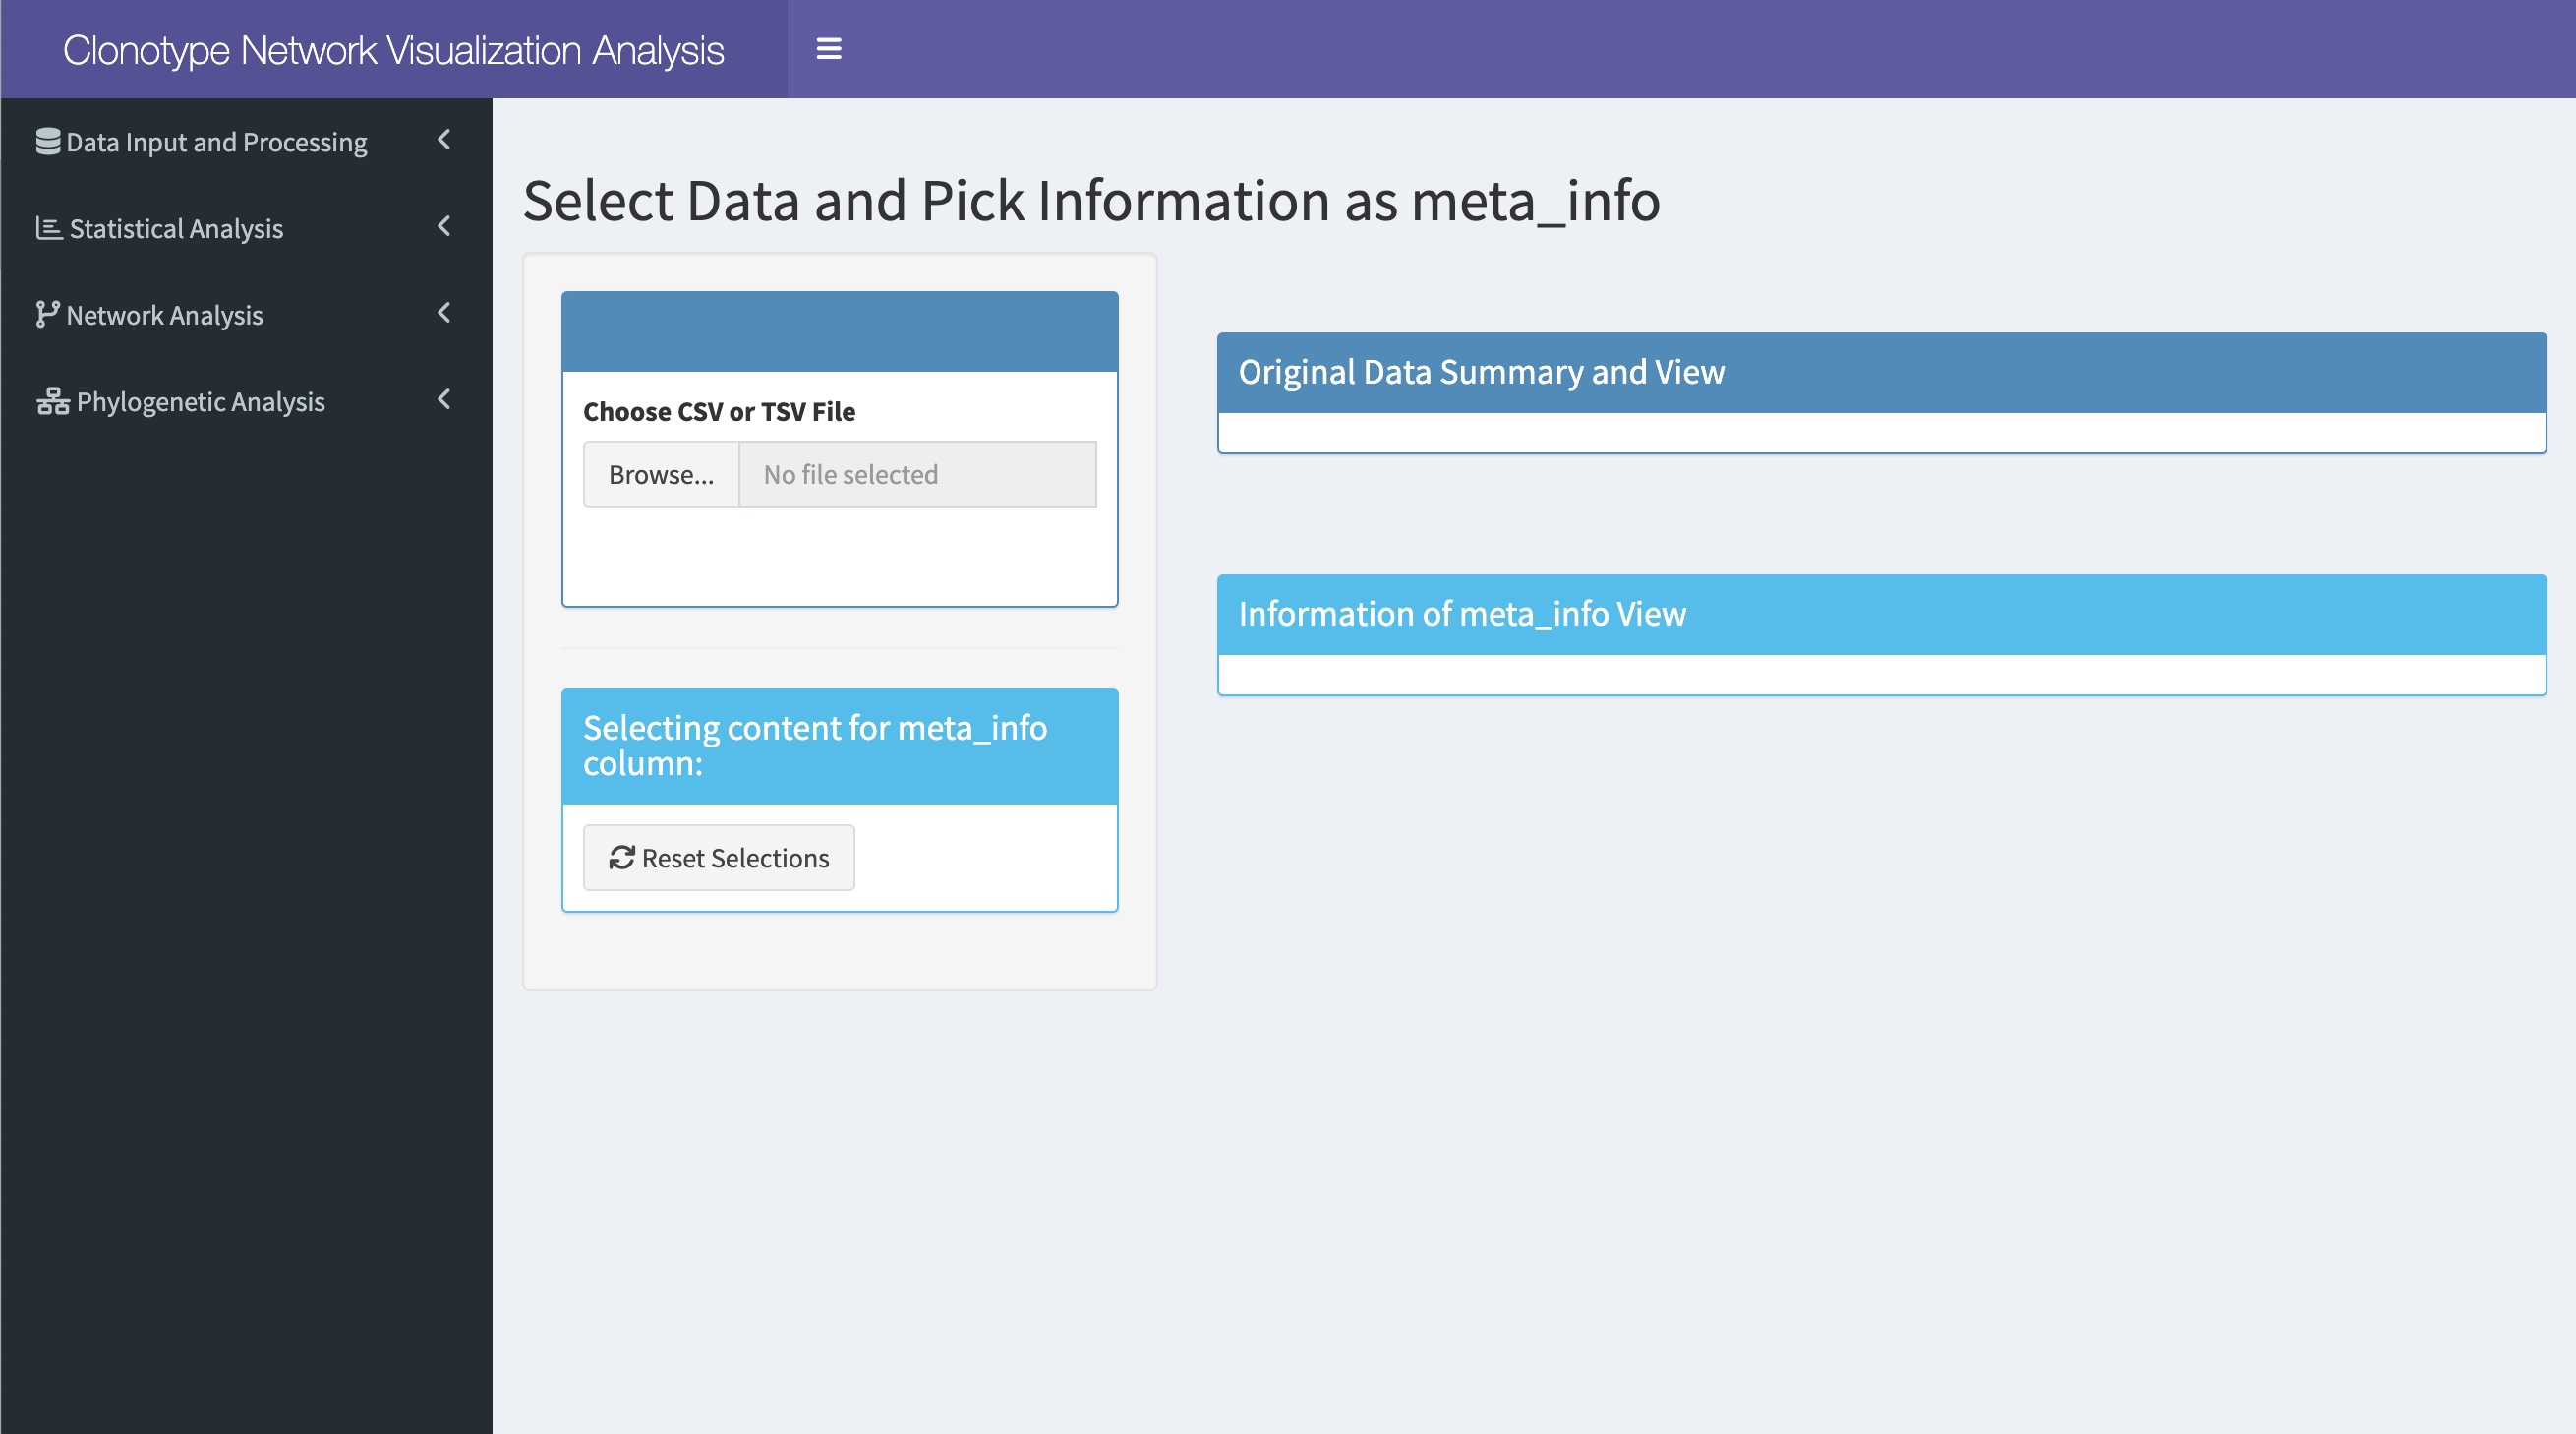 Clonotype Network Visualization Analysis
Data Input and Processing
Statistical Analysis
Network Analysis
Phylogenetic Analysis
Select Data and Pick Information as meta_info
Choose CSV or TSV File
Browse...
No file selected
Selecting content for meta_info
column:
Reset Selections
Original Data Summary and View
Information of meta_info View